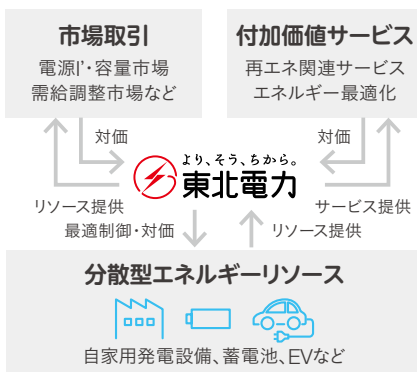 市場取引
電源I'・容量市場
需給調整市場など
付加価値サービス
再エネ関連サービス
エネルギー最適化
対価
対価
より、そう、ちから。
東北電力
リソース提供
サービス提供
最適制御・対価
リソース提供
分散型エネルギーリソース
自家用発電設備、蓄電池、EVなど